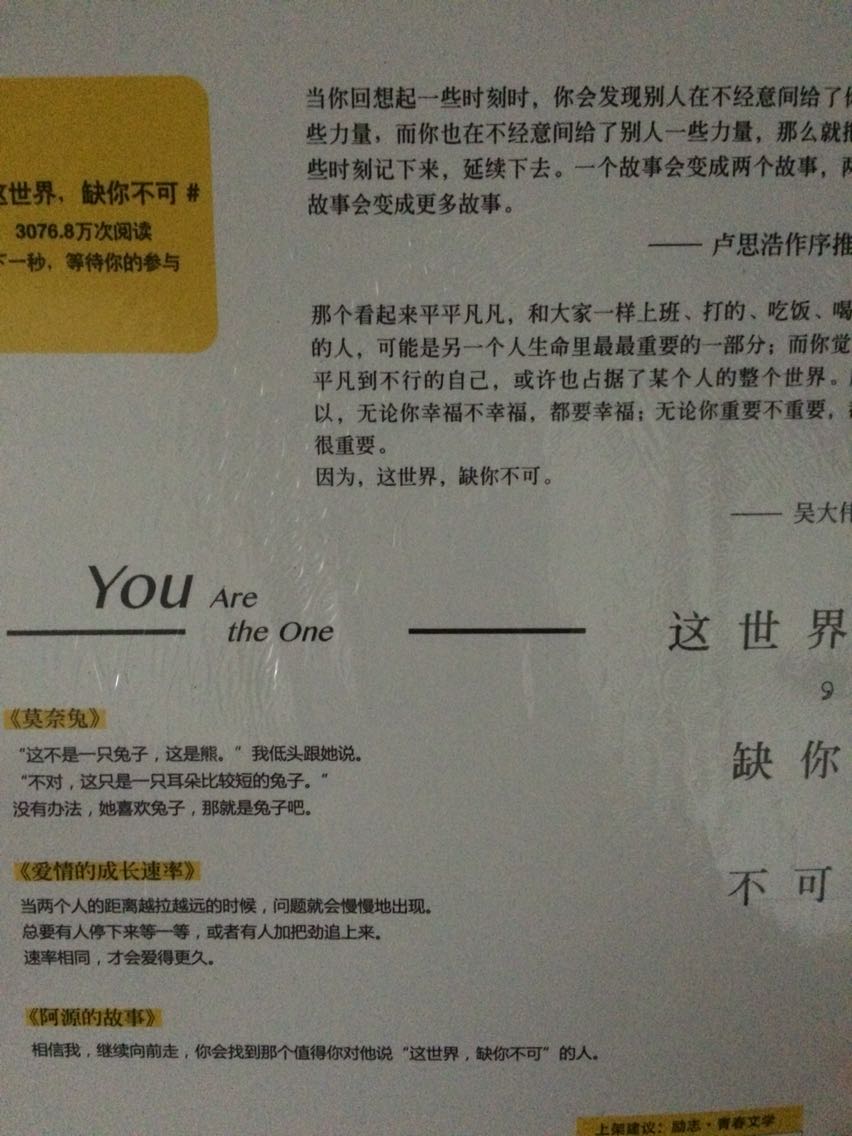 这世界，缺你不可 #
3076.8万次阅读
下一秒，等待你的参与
当你回想起一些时刻时，你会发现别人在不经意间给了你
些力量，而你也在不经意间给了别人一些力量，那么就把
些时刻记下来，延续下去。一个故事会变成两个故事，两
故事会变成更多故事。
—— 卢思浩作序推
那个看起来平平凡凡，和大家一样上班、打的、吃饭、喝
的人，可能是另一个人生命里最最重要的一部分；而你觉
平凡到不行的自己，或许也占据了某个人的整个世界。所
以，无论你幸福不幸福，都要幸福；无论你重要不重要，都
很重要。
因为，这世界，缺你不可。
—— 吴大伟
You Are
the One
这世界
，
缺你
不可
《莫奈兔》
“这不是一只兔子，这是熊。”我低头跟她说。
“不对，这只是一只耳朵比较短的兔子。”
没有办法，她喜欢兔子，那就是兔子吧。
《爱情的成长速率》
当两个人的距离越拉越远的时候，问题就会慢慢地出现。
总要有人停下来等一等，或者有人加把劲追上来。
速率相同，才会爱得更久。
《阿源的故事》
相信我，继续向前走，你会找到那个值得你对他说“这世界，缺你不可”的人。
上架建议：励志·青春文学